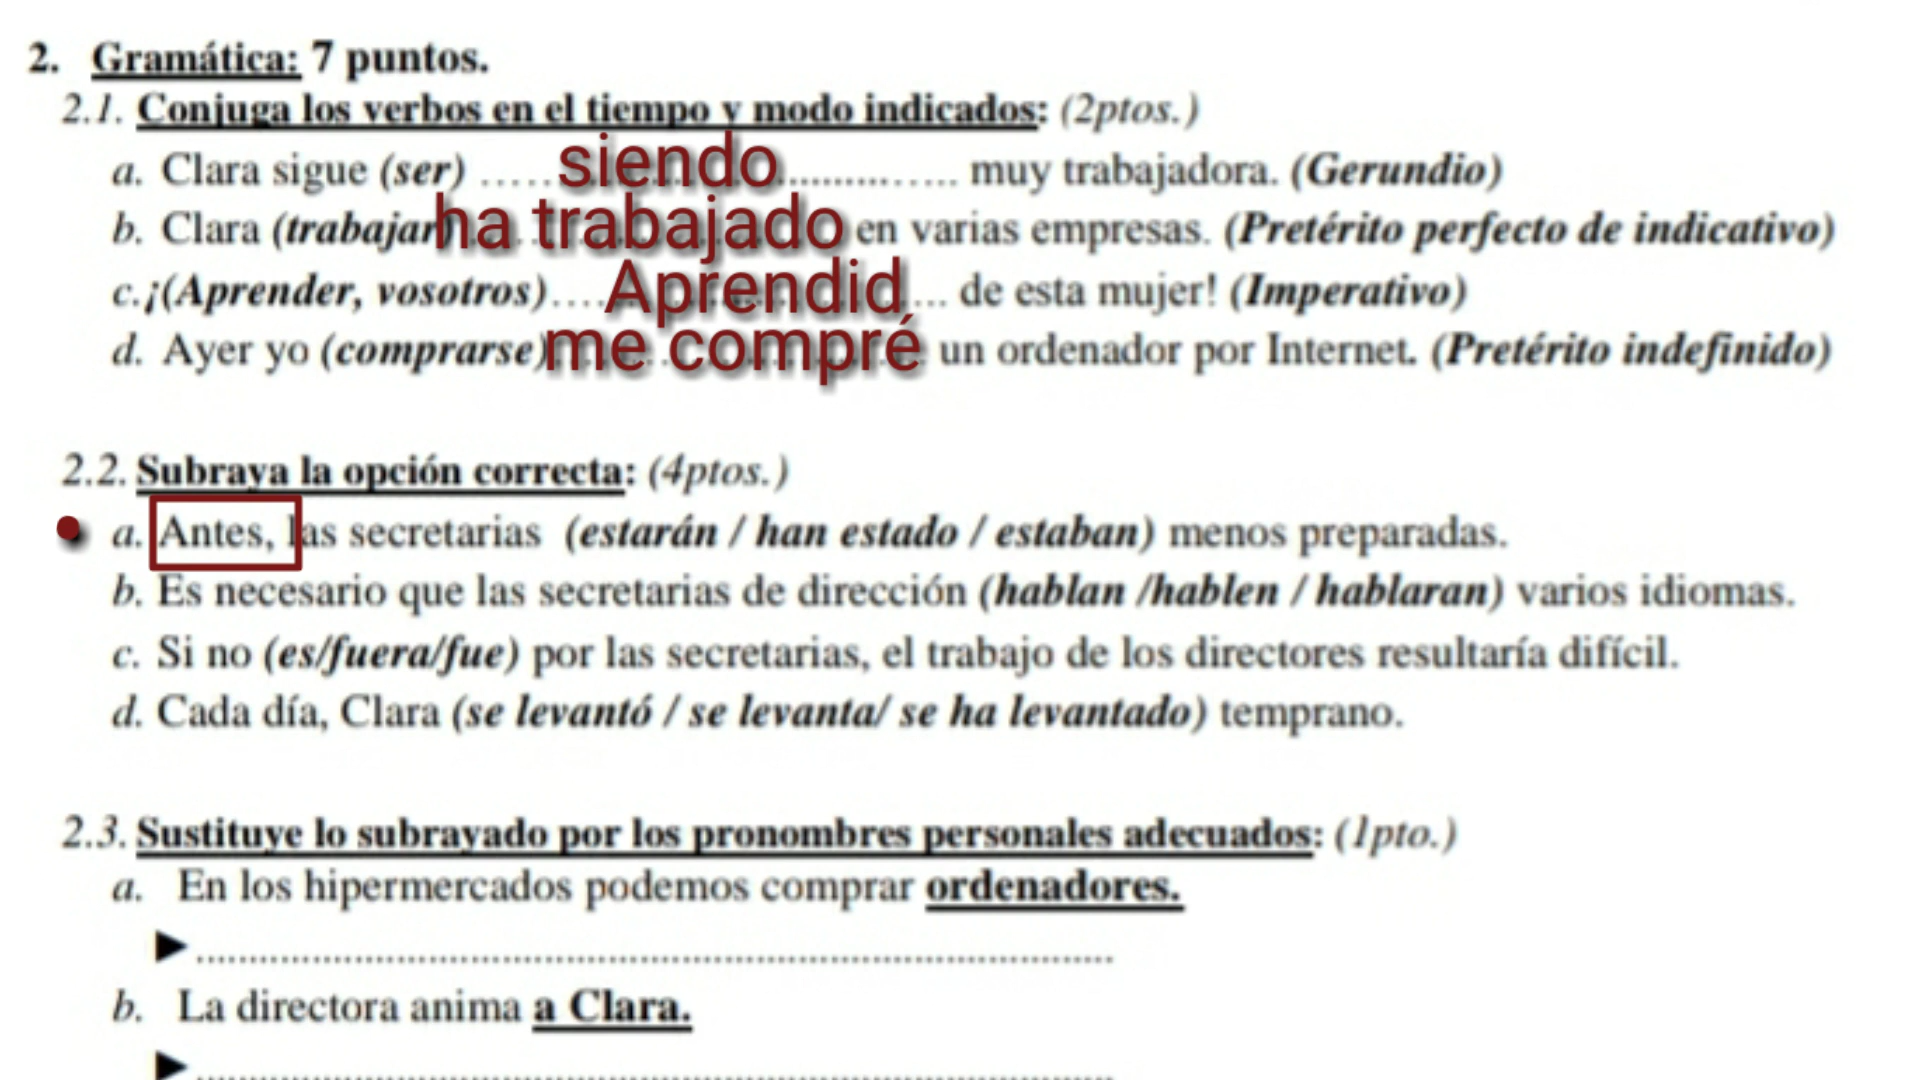 2. Gramática: 7 puntos.
2.1. Conjuga los verbos en el tiempo y modo indicados: (2ptos.)
a. Clara sigue (ser) .....siendo................ muy trabajadora. (Gerundio)
b. Clara (trabajar) ha trabajado en varias empresas. (Pretérito perfecto de indicativo)
c.¡(Aprender, vosotros)....Aprendid... de esta mujer! (Imperativo)
d. Ayer yo (comprarse) me compré un ordenador por Internet. (Pretérito indefinido)
2.2. Subraya la opción correcta: (4ptos.)
• a. Antes, las secretarias (estarán / han estado / estaban) menos preparadas.
b. Es necesario que las secretarias de dirección (hablan /hablen / hablaran) varios idiomas.
c. Si no (es/fuera/fue) por las secretarias, el trabajo de los directores resultaría difícil.
d. Cada día, Clara (se levantó / se levanta/ se ha levantado) temprano.
2.3. Sustituye lo subrayado por los pronombres personales adecuados: (1pto.)
a. En los hipermercados podemos comprar ordenadores.
►................................................................................
b. La directora anima a Clara.
►................................................................................